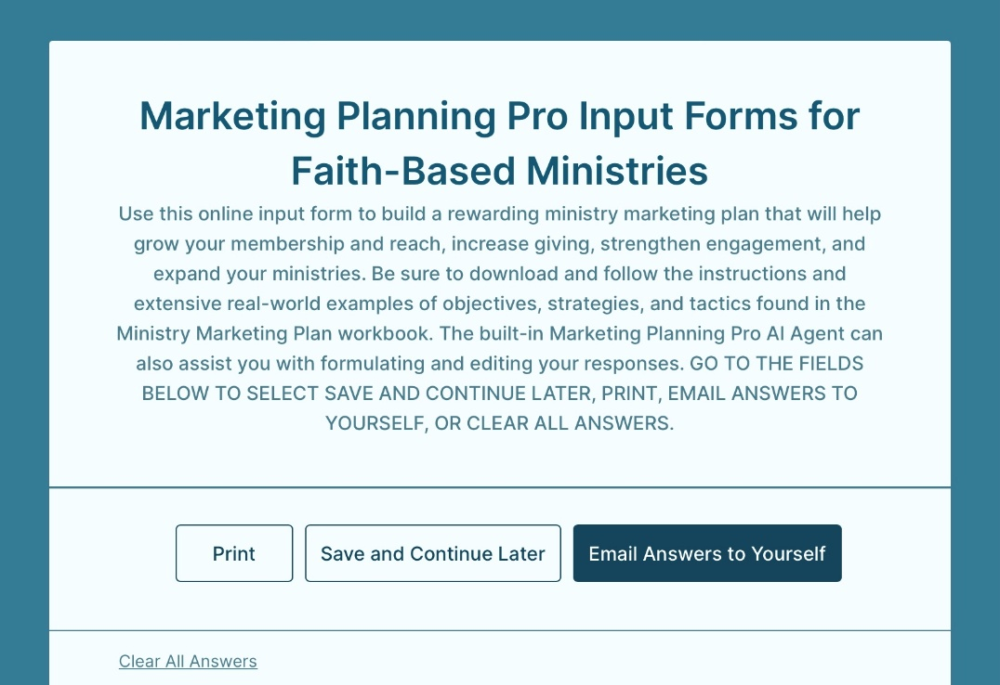 Marketing Planning Pro Input Forms for
Faith-Based Ministries
Use this online input form to build a rewarding ministry marketing plan that will help
grow your membership and reach, increase giving, strengthen engagement, and
expand your ministries. Be sure to download and follow the instructions and
extensive real-world examples of objectives, strategies, and tactics found in the
Ministry Marketing Plan workbook. The built-in Marketing Planning Pro AI Agent can
also assist you with formulating and editing your responses. GO TO THE FIELDS
BELOW TO SELECT SAVE AND CONTINUE LATER, PRINT, EMAIL ANSWERS TO
YOURSELF, OR CLEAR ALL ANSWERS.
Print
Save and Continue Later
Email Answers to Yourself
Clear All Answers